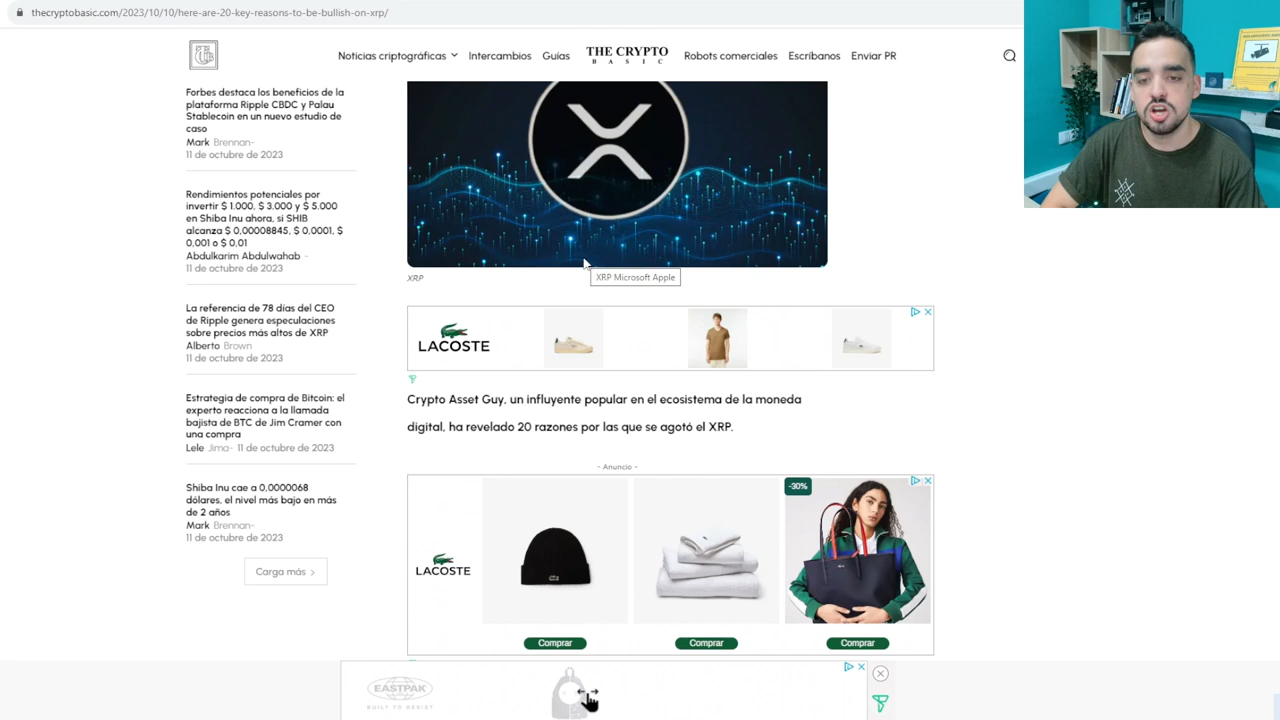 thecryptobasic.com/2023/10/10/here-are-20-key-reasons-to-be-bullish-on-xrp/
Noticias criptográficas
Intercambios
Guías
THE CRYPTO
BASIC
Robots comerciales
Escríbanos
Enviar PR
Forbes destaca los beneficios de la
plataforma Ripple CBDC y Palau
Stablecoin en un nuevo estudio de
caso
Mark Brennan-
11 de octubre de 2023
Rendimientos potenciales por
invertir $ 1.000, $ 3.000 y $ 5.000
en Shiba Inu ahora, si SHIB
alcanza $ 0,00008845, $ 0,0001, $
0,001 o $ 0,01
Abdulkarim Abdulwahab -
11 de octubre de 2023
La referencia de 78 días del CEO
de Ripple genera especulaciones
sobre precios más altos de XRP
Alberto Brown
11 de octubre de 2023
Estrategia de compra de Bitcoin: el
experto reacciona a la llamada
bajista de BTC de Jim Cramer con
una compra
Lele Jima- 11 de octubre de 2023
Shiba Inu cae a 0,0000068
dólares, el nivel más bajo en más
de 2 años
Mark Brennan-
11 de octubre de 2023
Carga más
XRP Microsoft Apple
XRP
LACOSTE
Crypto Asset Guy, un influyente popular en el ecosistema de la moneda
digital, ha revelado 20 razones por las que se agotó el XRP.
- Anuncio -
LACOSTE
-30%
Comprar
Comprar
Comprar
EASTPAK
BUILT TO RESIST